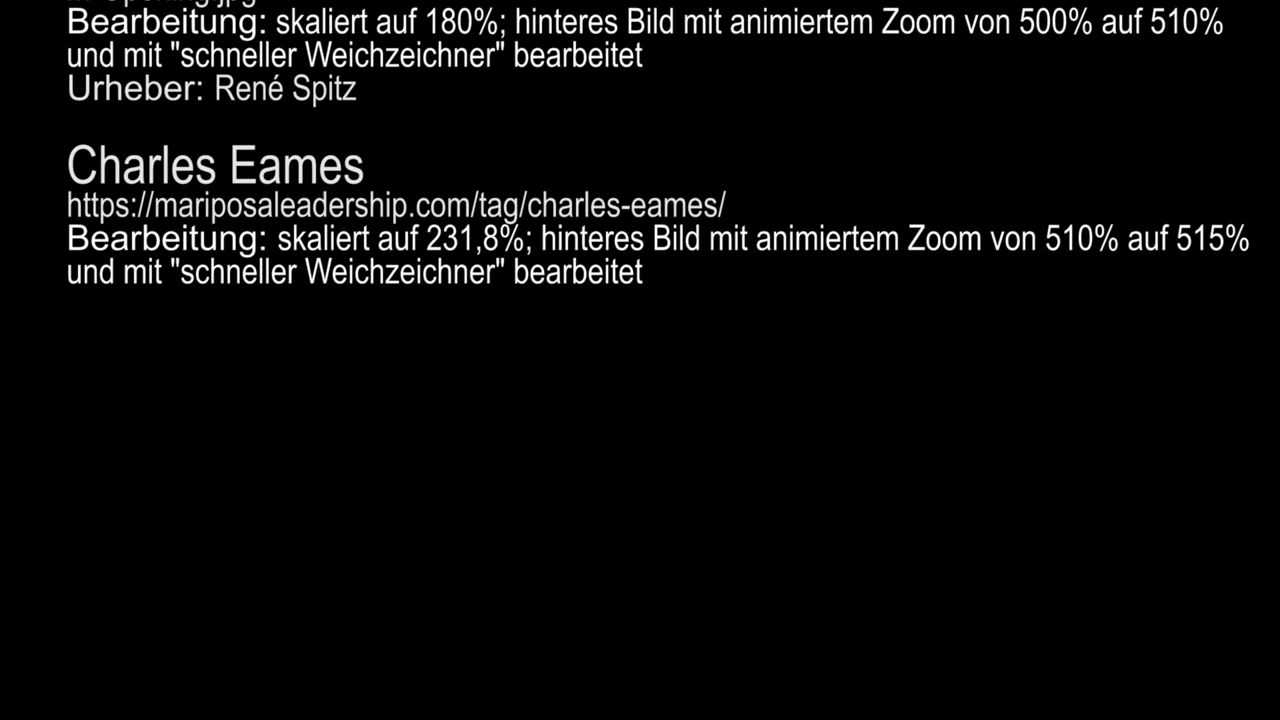 Bearbeitung: skaliert auf 180%; hinteres Bild mit animiertem Zoom von 500% auf 510%
und mit "schneller Weichzeichner" bearbeitet
Urheber: René Spitz
Charles Eames
https://mariposaleadership.com/tag/charles-eames/
Bearbeitung: skaliert auf 231,8%; hinteres Bild mit animiertem Zoom von 510% auf 515%
und mit "schneller Weichzeichner" bearbeitet